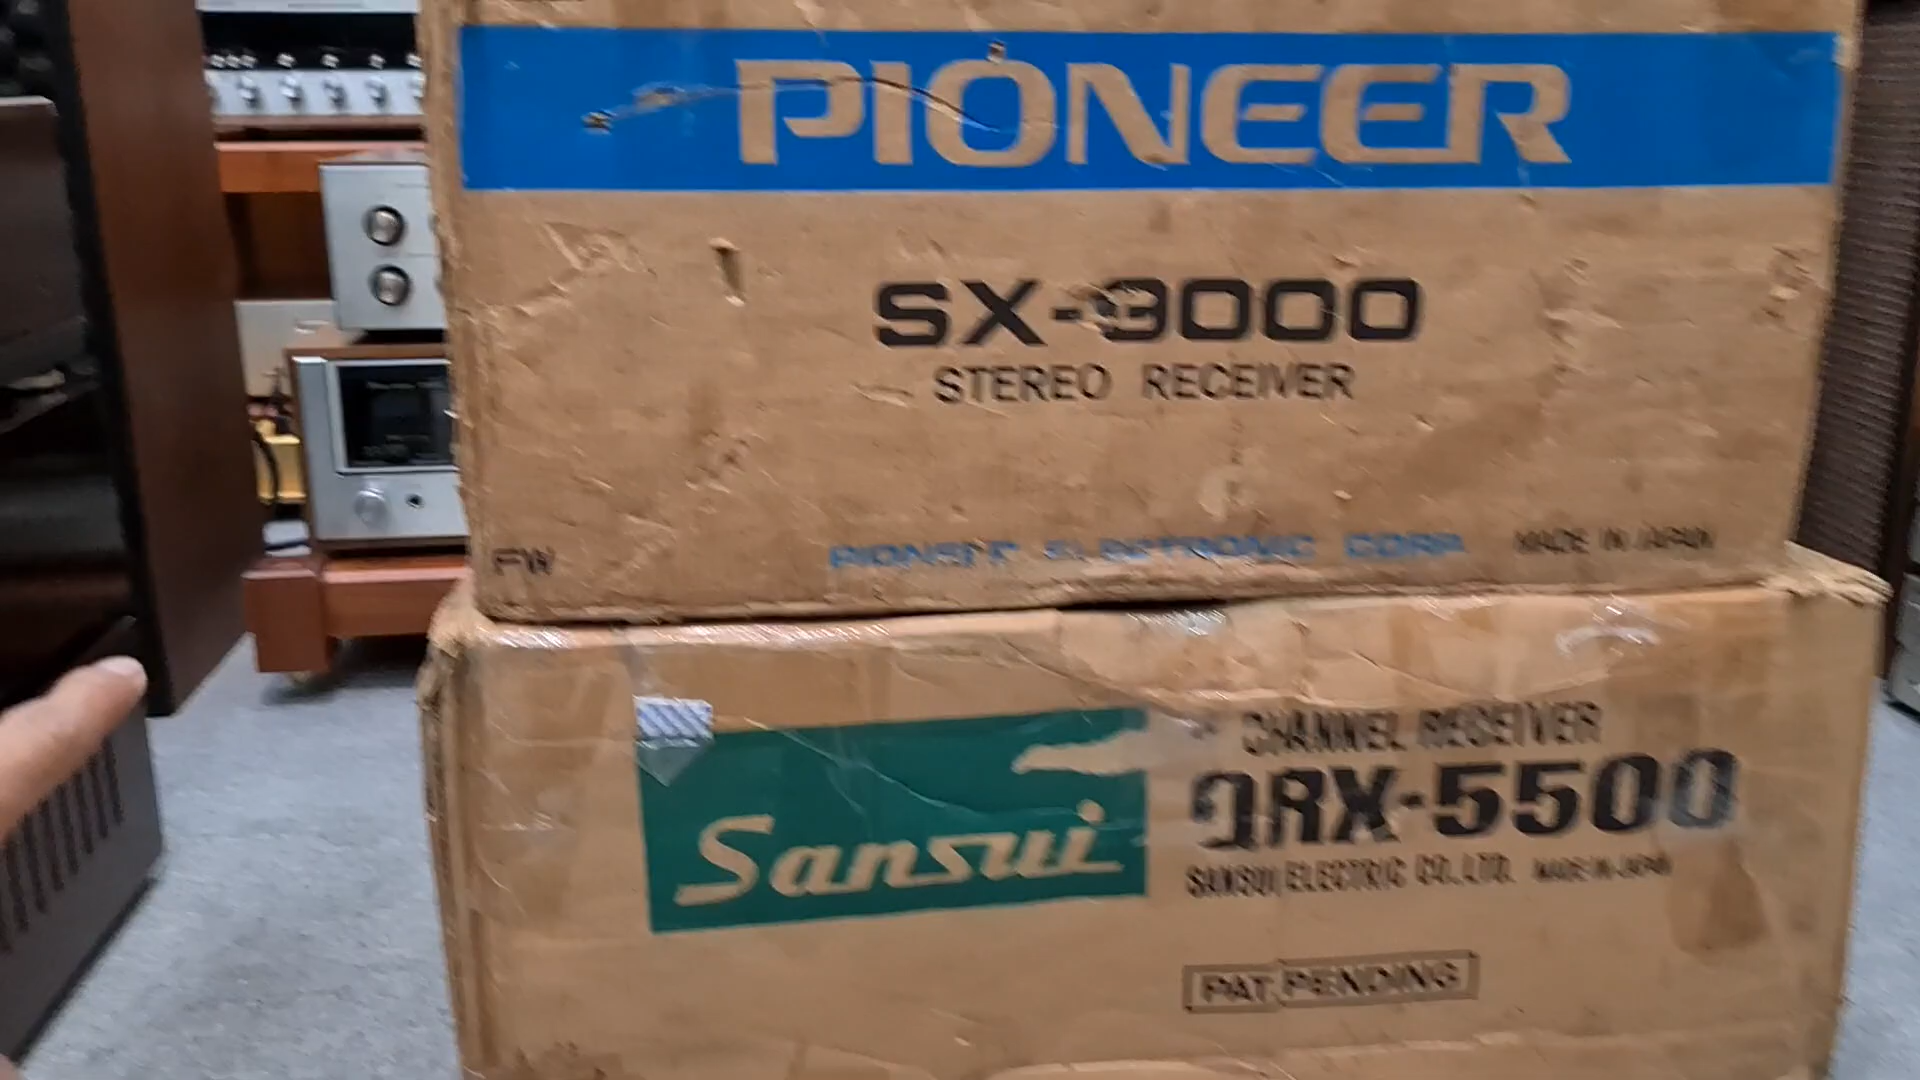 PIONEER
SX-9000
STEREO RECEIVER
FW
PIONEER ELECTRONIC CORP. MADE IN JAPAN
CHANNEL RECEIVER
Sansui
QRX-5500
SANSUI ELECTRIC CO., LTD. MADE IN JAPAN
PAT. PENDING